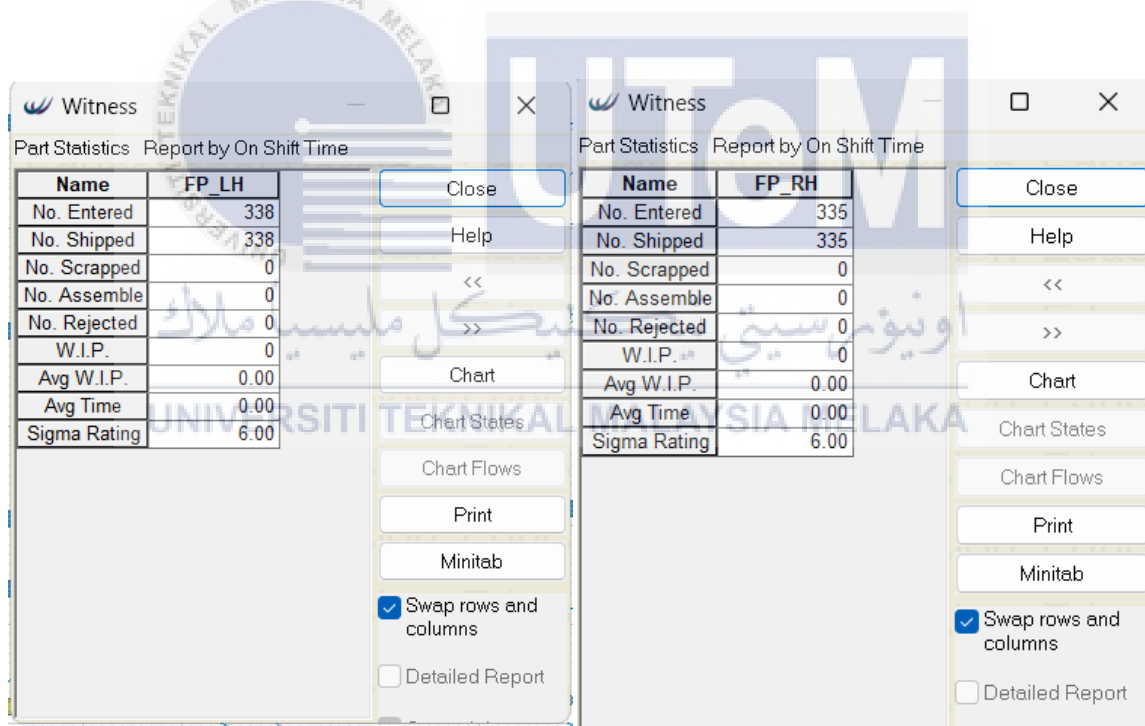 Witness
Part Statistics Report by On Shift Time
Name FP_LH
No. Entered 338
No. Shipped 338
No. Scrapped 0
No. Assemble 0
No. Rejected 0
W.I.P. 0
Avg W.I.P. 0.00
Avg Time 0.00
Sigma Rating 6.00
Close
Help
<<
>>
Chart
Chart States
Chart Flows
Print
Minitab
Swap rows and
columns
Detailed Report
Witness
Part Statistics Report by On Shift Time
Name FP_RH
No. Entered 335
No. Shipped 335
No. Scrapped 0
No. Assemble 0
No. Rejected 0
W.I.P. 0
Avg W.I.P. 0.00
Avg Time 0.00
Sigma Rating 6.00
Close
Help
<<
>>
Chart
Chart States
Chart Flows
Print
Minitab
Swap rows and
columns
Detailed Report
UTeM
اونيۏرسيتي تيكنيكل مليسيا ملاك
UNIVERSITI TEKNIKAL MALAYSIA MELAKA